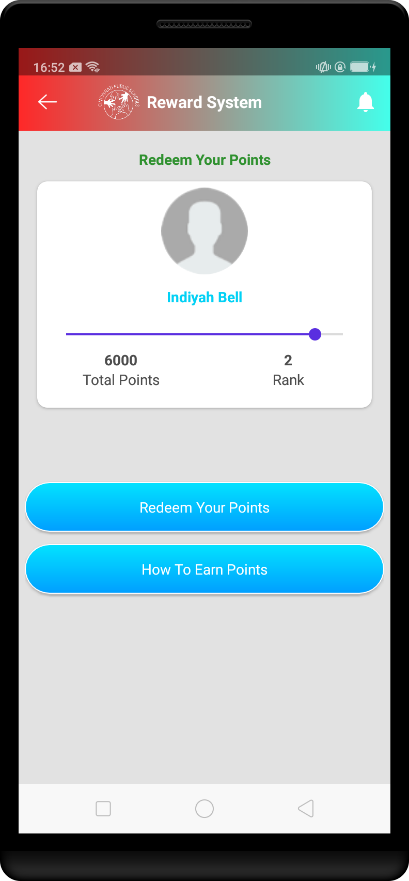 16:52
Reward System
Redeem Your Points
Indiyah Bell
6000 2
Total Points Rank
Redeem Your Points
How To Earn Points